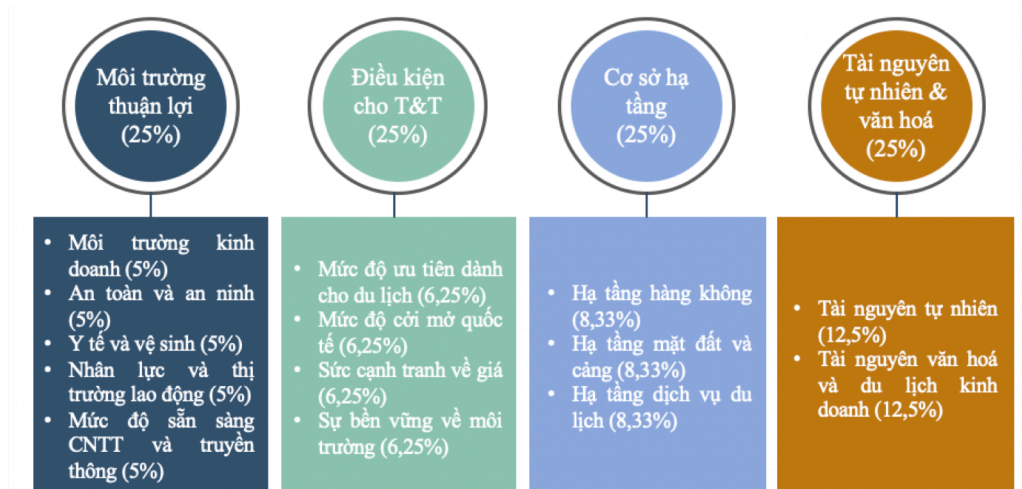 Môi trường
thuận lợi
(25%)
Điều kiện
cho T&T
(25%)
Cơ sở hạ
tầng
(25%)
Tài nguyên
tự nhiên &
văn hoá
(25%)
• Môi trường kinh
doanh (5%)
• An toàn và an ninh
(5%)
• Y tế và vệ sinh (5%)
• Nhân lực và thị
trường lao động (5%)
• Mức độ sẵn sàng
CNTT và truyền
thông (5%)
• Mức độ ưu tiên dành
cho du lịch (6,25%)
• Mức độ cởi mở quốc
tế (6,25%)
• Sức cạnh tranh về giá
(6,25%)
• Sự bền vững về môi
trường (6,25%)
• Hạ tầng hàng không
(8,33%)
• Hạ tầng mặt đất và
cảng (8,33%)
• Hạ tầng dịch vụ du
lịch (8,33%)
• Tài nguyên tự nhiên
(12,5%)
• Tài nguyên văn hoá
và du lịch kinh
doanh (12,5%)